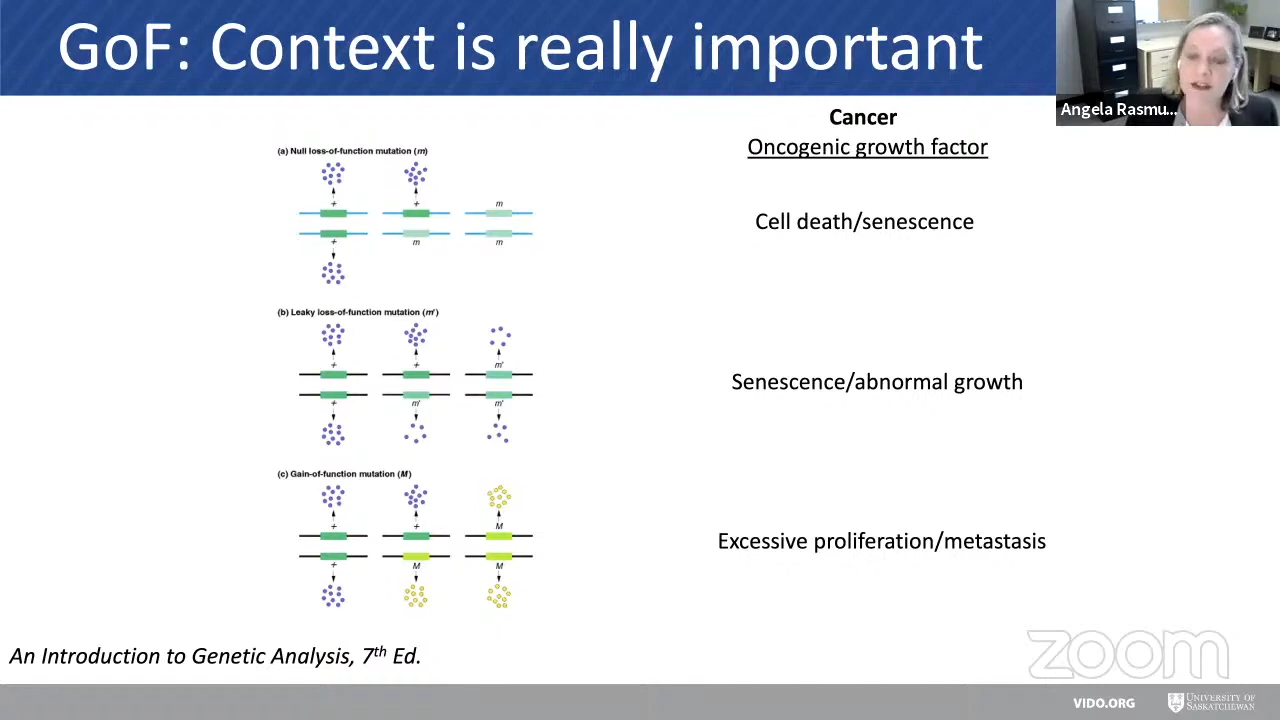 GoF: Context is really important
Angela Rasmu...
Cancer
Oncogenic growth factor
(a) Null loss-of-function mutation (m)
+ + m
+ m m
Cell death/senescence
(b) Leaky loss-of-function mutation (m')
+ + m'
+ m' m'
Senescence/abnormal growth
(c) Gain-of-function mutation (M)
+ + M
+ M M
Excessive proliferation/metastasis
An Introduction to Genetic Analysis, 7th Ed.
zoom
VIDO.ORG
UNIVERSITY OF
SASKATCHEWAN